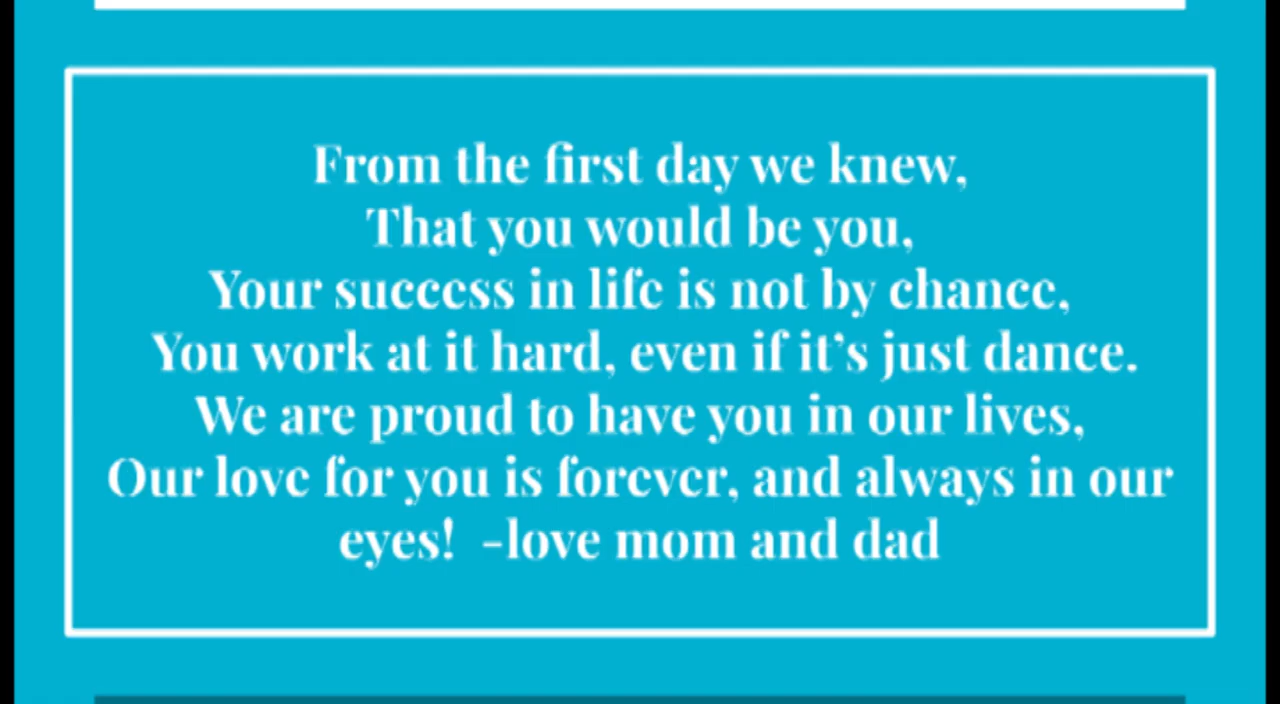 From the first day we knew,
That you would be you,
Your success in life is not by chance,
You work at it hard, even if it’s just dance.
We are proud to have you in our lives,
Our love for you is forever, and always in our
eyes!  -love mom and dad